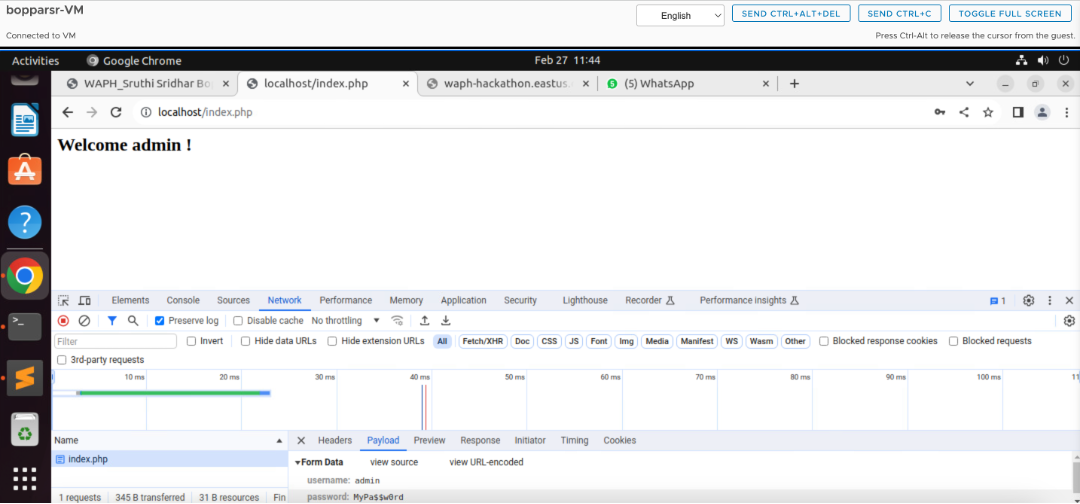 bopparsr-VM
English
SEND CTRL+ALT+DEL
SEND CTRL+C
TOGGLE FULL SCREEN
Connected to VM
Press Ctrl-Alt to release the cursor from the guest.
Activities
Google Chrome
Feb 27 11:44
WAPH_Sruthi Sridhar Bo
localhost/index.php
waph-hackathon.eastus.
(5) WhatsApp
localhost/index.php
Welcome admin !
Elements Console Sources Network Performance Memory Application Security Lighthouse Recorder Performance insights 1
Preserve log Disable cache No throttling
Filter Invert Hide data URLs Hide extension URLs All Fetch/XHR Doc CSS JS Font Img Media Manifest WS Wasm Other Blocked response cookies Blocked requests
3rd-party requests
10 ms 20 ms 30 ms 40 ms 50 ms 60 ms 70 ms 80 ms 90 ms 100 ms 11
Name
Headers Payload Preview Response Initiator Timing Cookies
index.php
Form Data view source view URL-encoded
username: admin
password: MyPa$$w0rd
1 requests 345 B transferred 31 B resources Fin